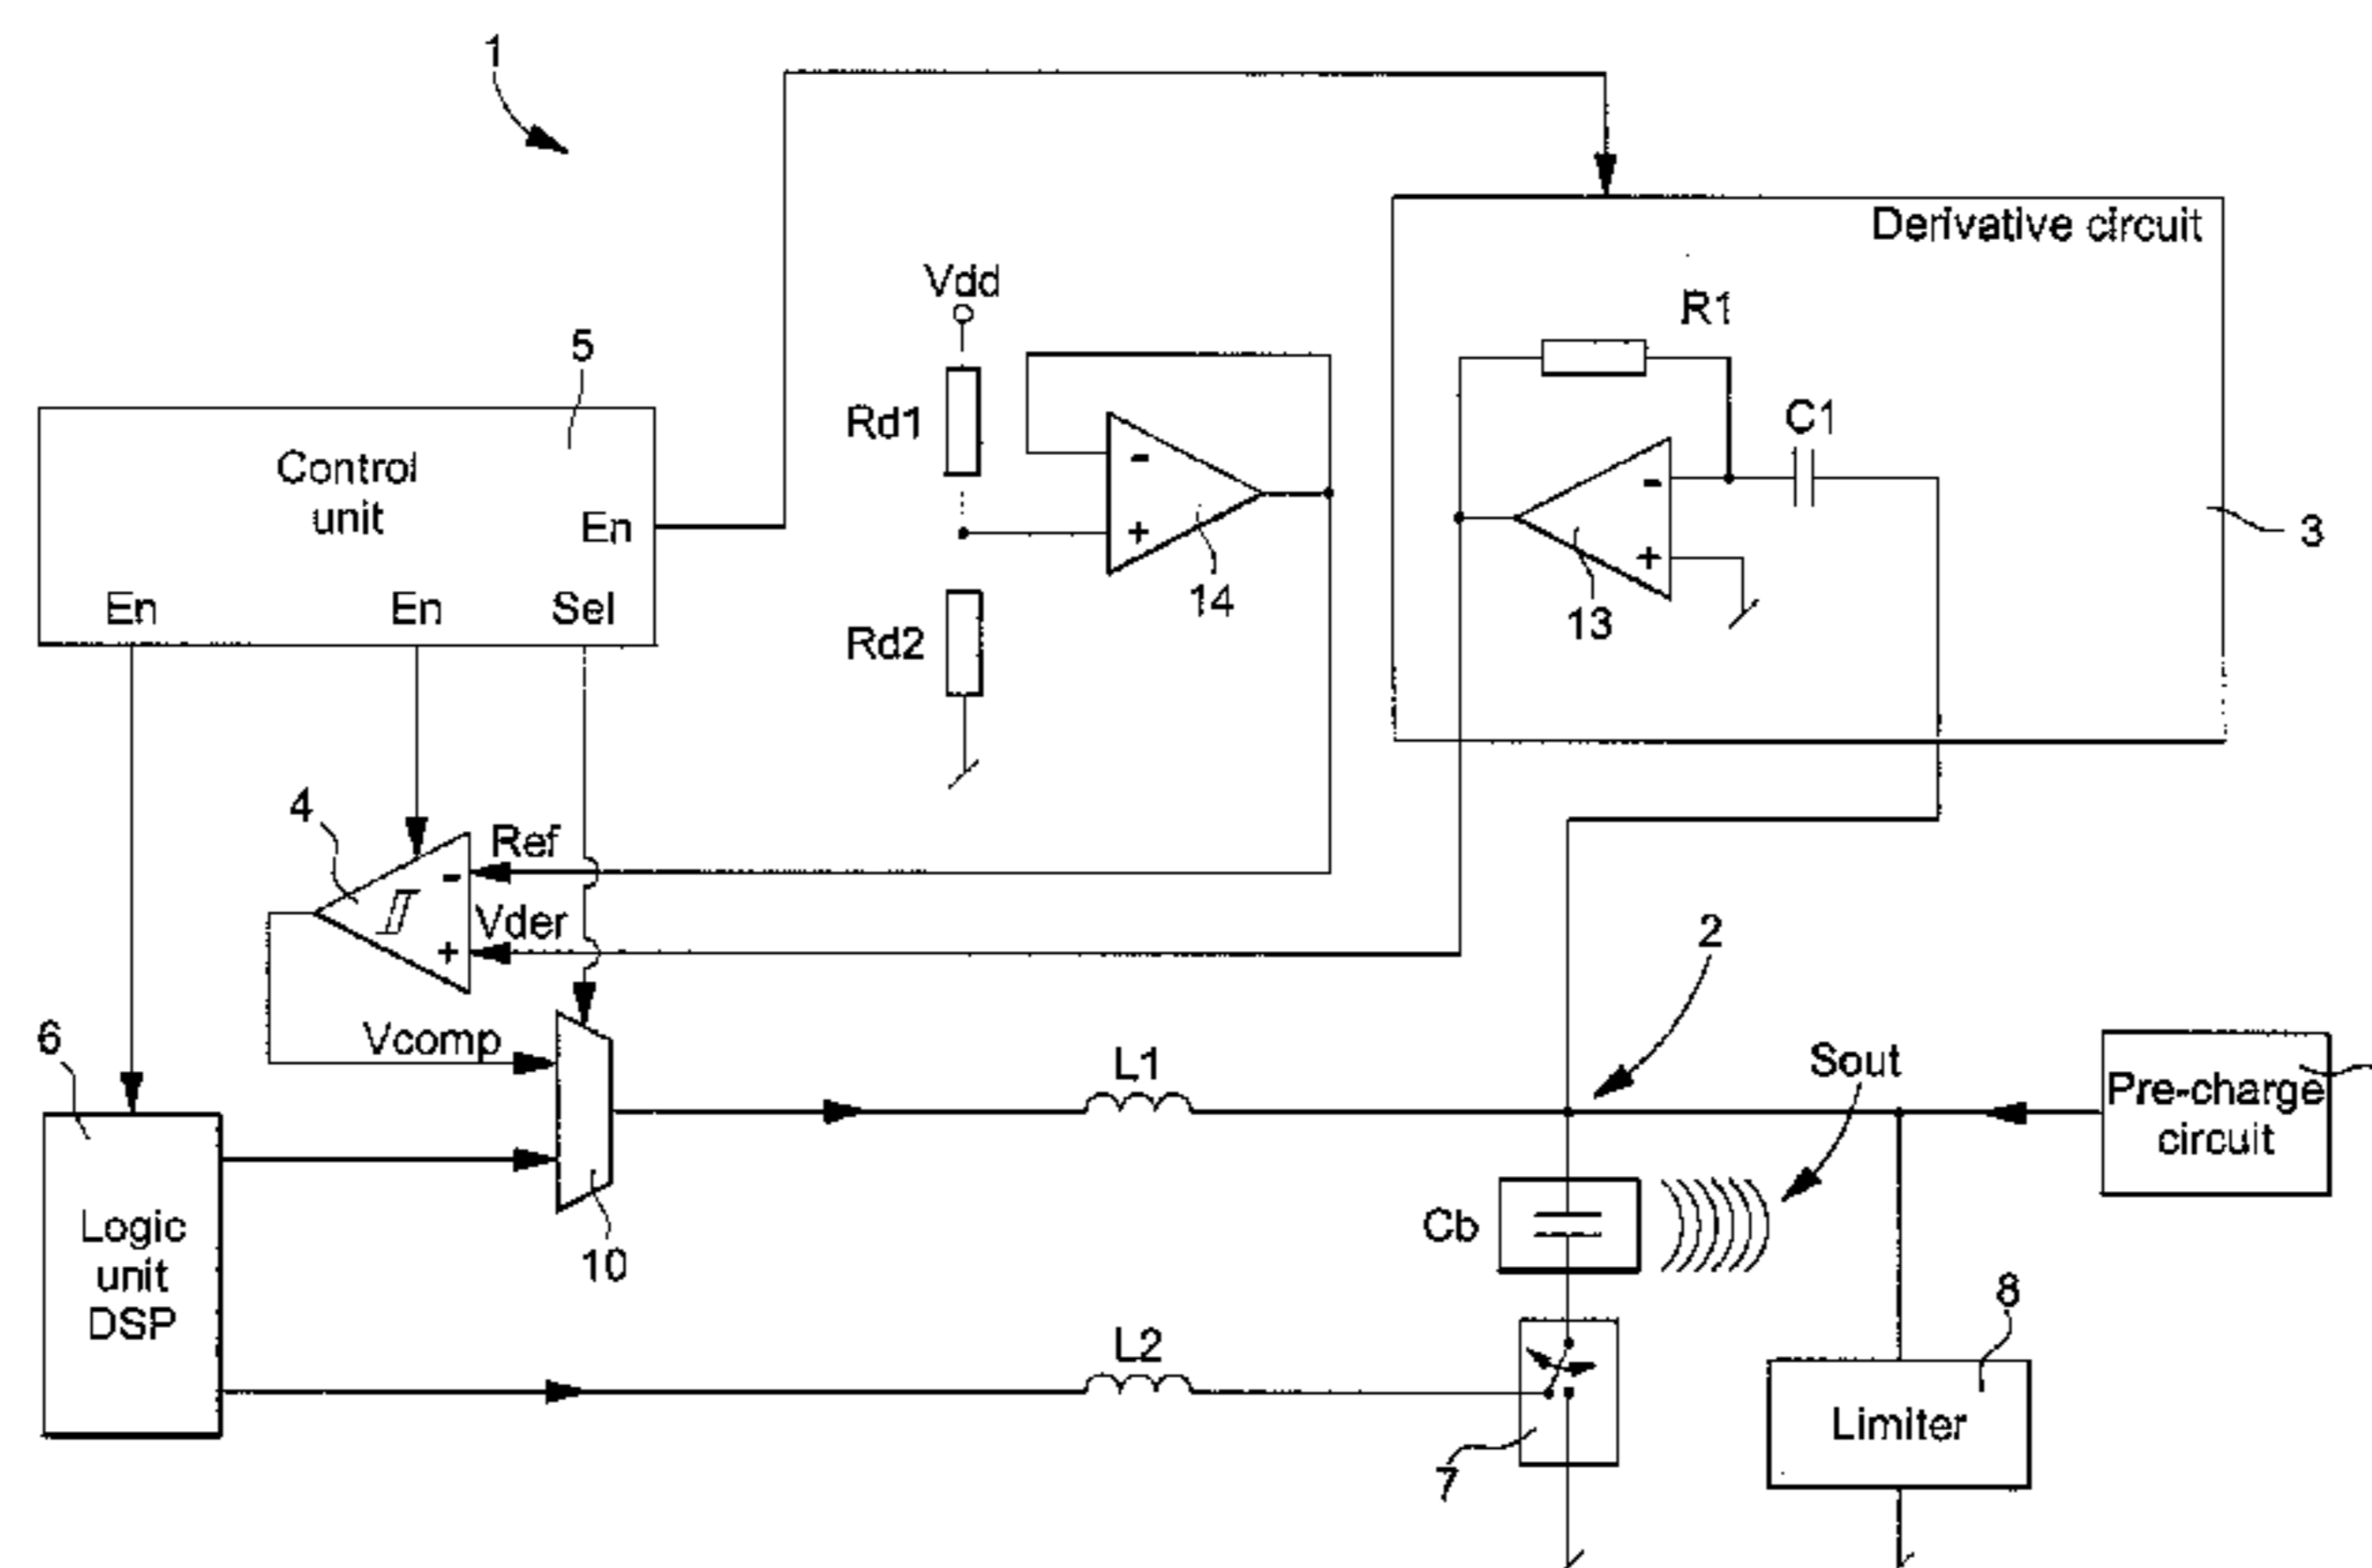 1
Derivative circuit
Vdd
R1
5
Rd1
C1
Control
unit
-
-
En
+
3
+
14
13
En
En
Sel
Rd2
4
Ref
-
Vder
+
2
6
Vcomp
L1
Sout
Pre-charge
circuit
Logic
unit
DSP
Cb
10
L2
8
Limiter
7